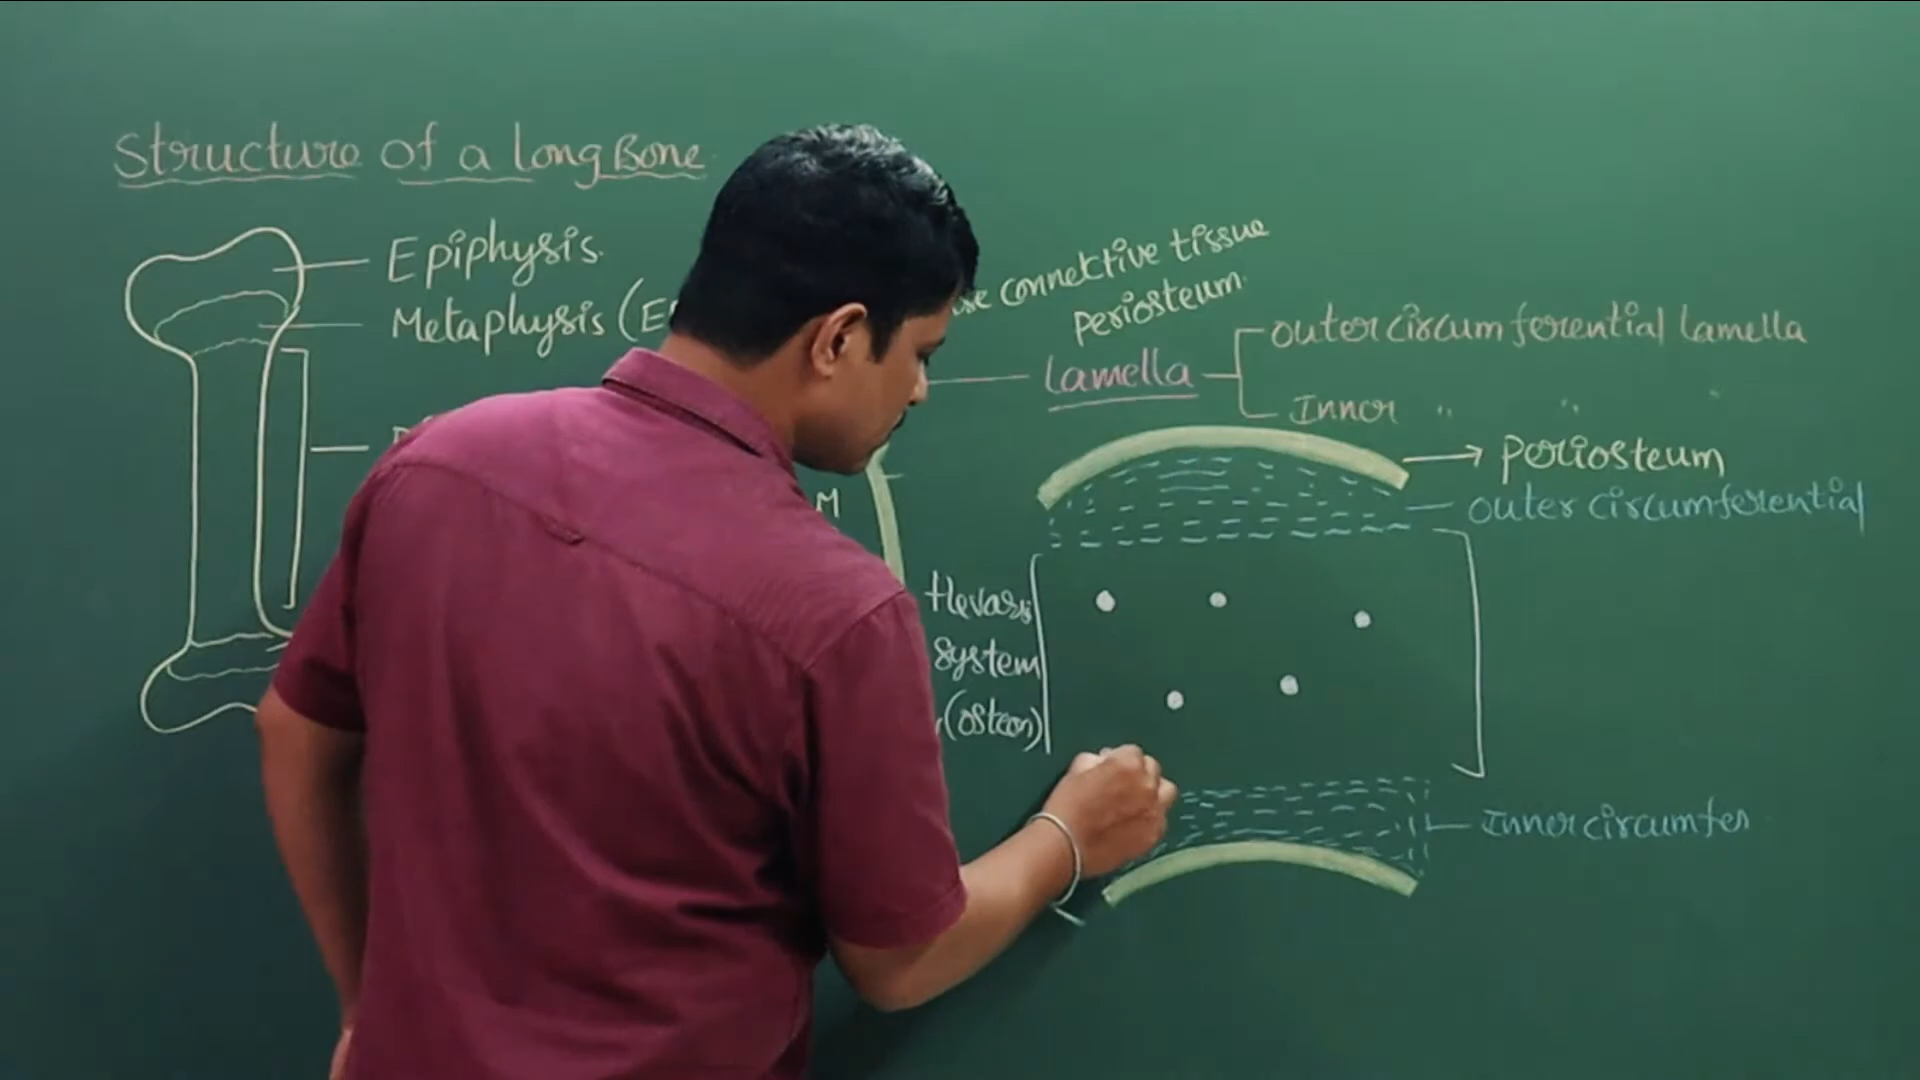 Structure of a long Bone
Epiphysis.
Metaphysis (E
connective tissue
periosteum.
Lamella
outer circumferential lamella
Inner " " "
M
Periosteum
outer circumferential
Hevarsi
System
(osteon)
Inner circumfer